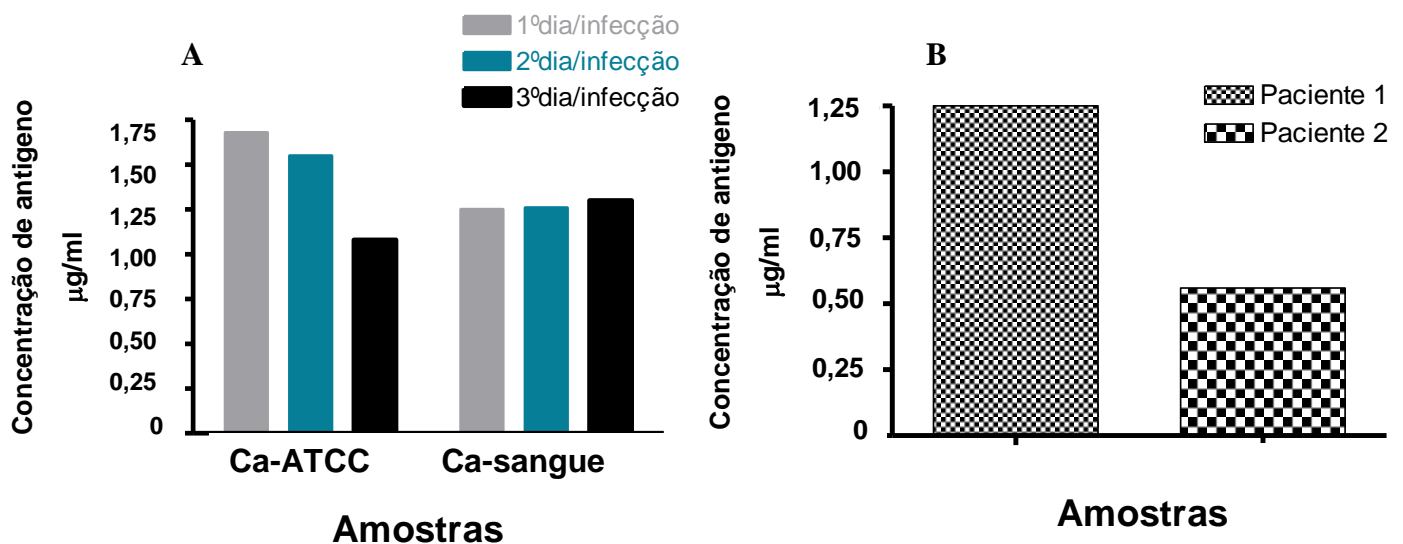 A
1ºdia/infecção
2ºdia/infecção
3ºdia/infecção
Concentração de antigeno
µg/ml
1,75
1,50
1,25
1,00
0,75
0,50
0,25
0
Ca-ATCC
Ca-sangue
Amostras
B
Paciente 1
Paciente 2
Concentração de antigeno
µg/ml
1,25
1,00
0,75
0,50
0,25
0
Amostras